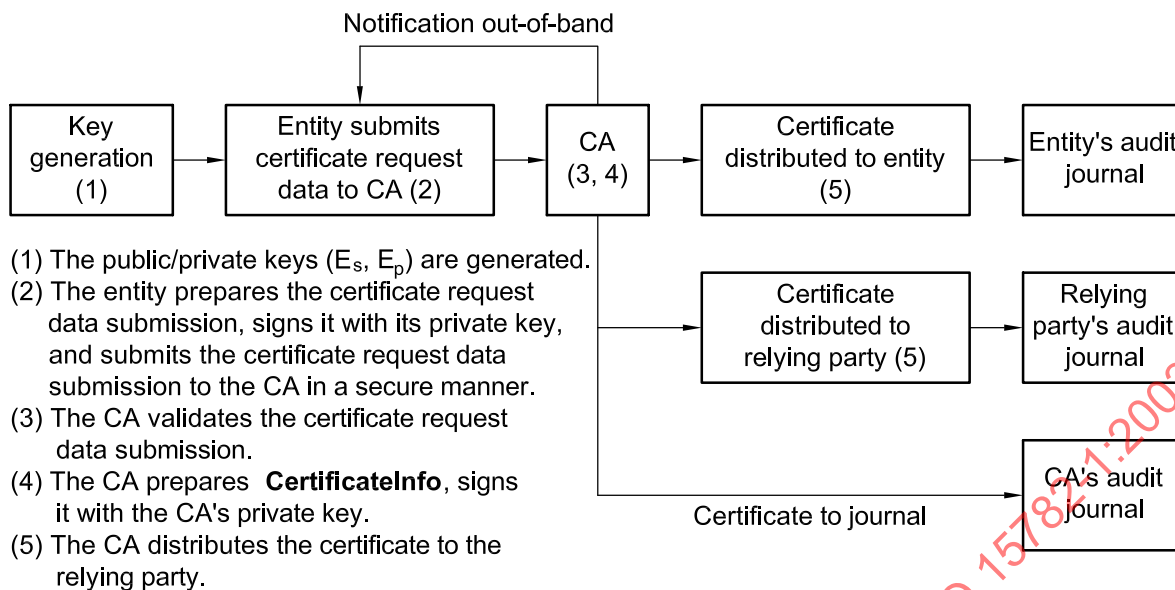 Notification out-of-band
Key
generation
(1)
Entity submits
certificate request
data to CA (2)
CA
(3, 4)
Certificate
distributed to entity
(5)
Entity's audit
journal
(1) The public/private keys (Es, Ep) are generated.
(2) The entity prepares the certificate request
data submission, signs it with its private key,
and submits the certificate request data
submission to the CA in a secure manner.
(3) The CA validates the certificate request
data submission.
(4) The CA prepares CertificateInfo, signs
it with the CA's private key.
(5) The CA distributes the certificate to the
relying party.
Certificate
distributed to
relying party (5)
Relying
party's audit
journal
Certificate to journal
CA's audit
journal
15782-1:2003